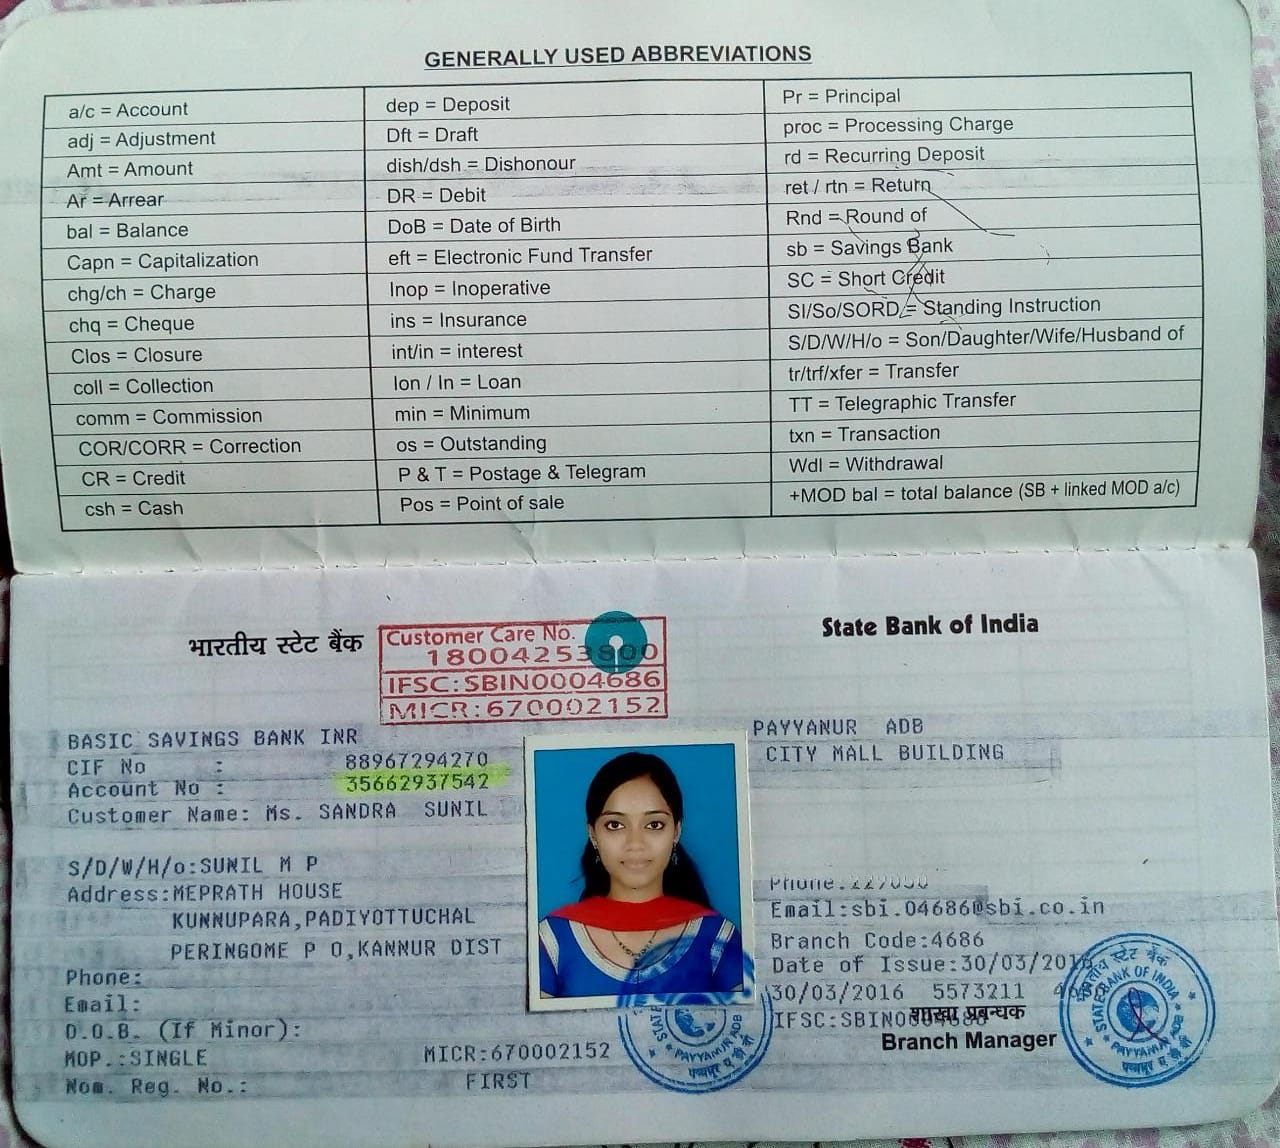 GENERALLY USED ABBREVIATIONS
a/c = Account
adj = Adjustment
Amt = Amount
Ar = Arrear
bal = Balance
Capn = Capitalization
chg/ch = Charge
chq = Cheque
Clos = Closure
coll = Collection
comm = Commission
COR/CORR = Correction
CR = Credit
csh = Cash
dep = Deposit
Dft = Draft
dish/dsh = Dishonour
DR = Debit
DoB = Date of Birth
eft = Electronic Fund Transfer
Inop = Inoperative
ins = Insurance
int/in = interest
lon / ln = Loan
min = Minimum
os = Outstanding
P & T = Postage & Telegram
Pos = Point of sale
Pr = Principal
proc = Processing Charge
rd = Recurring Deposit
ret / rtn = Return
Rnd = Round of
sb = Savings Bank
SC = Short Credit
SI/So/SORD = Standing Instruction
S/D/W/H/o = Son/Daughter/Wife/Husband of
tr/trf/xfer = Transfer
TT = Telegraphic Transfer
txn = Transaction
Wdl = Withdrawal
+MOD bal = total balance (SB + linked MOD a/c)
भारतीय स्टेट बैंक
Customer Care No.
18004253800
IFSC:SBIN0004686
MICR:670002152
State Bank of India
BASIC SAVINGS BANK INR
CIF No : 88967294270
Account No : 35662937542
Customer Name: Ms. SANDRA SUNIL
S/D/W/H/o:SUNIL M P
Address:MEPRATH HOUSE
KUNNUPARA,PADIYOTTUCHAL
PERINGOME P O,KANNUR DIST
Phone:
Email:
D.O.B. (If Minor):
MOP.:SINGLE MICR:670002152
Nom. Reg. No.: FIRST
PAYYANUR ADB
CITY MALL BUILDING
Phone:
Email:sbi.04686@sbi.co.in
Branch Code:4686
Date of Issue:30/03/2016
30/03/2016 5573211
IFSC:SBIN0004686
शाखा प्रबन्धक
Branch Manager
भारतीय स्टेट बैंक
STATE BANK OF INDIA
PAYYANUR ADB
PAYYANUR ADB